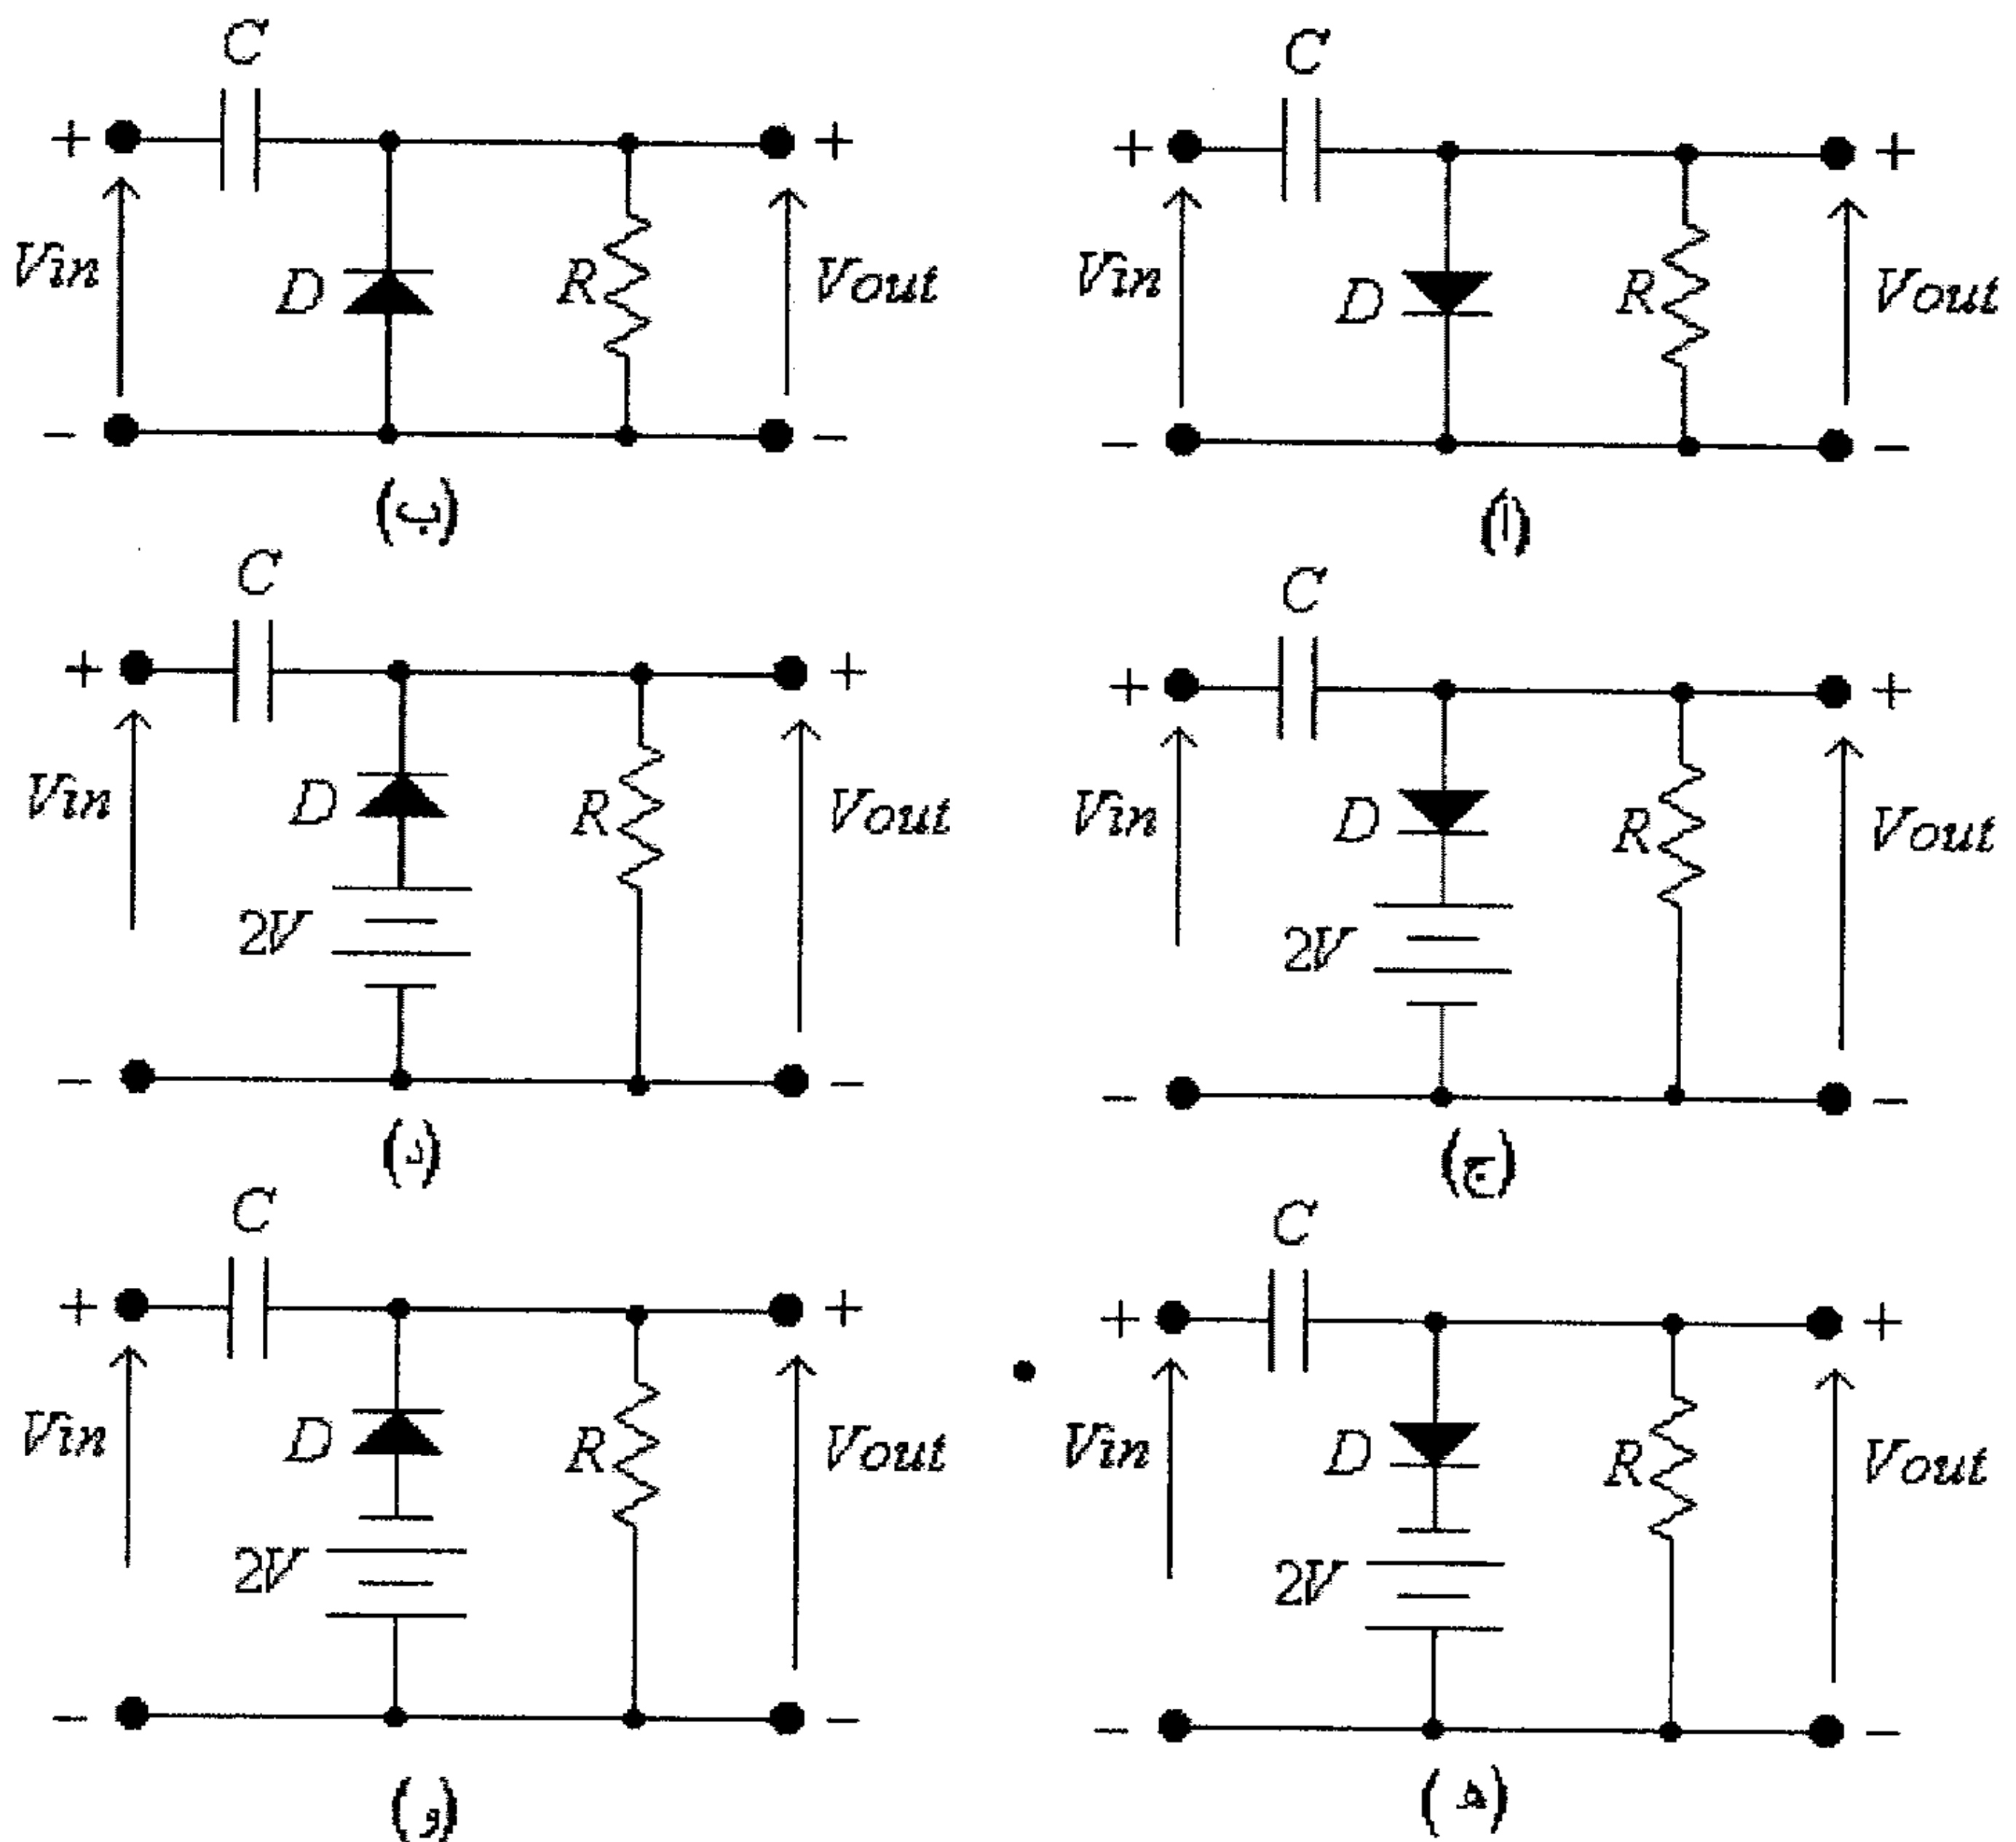 C
C
+ + + +
Vin D R Vout
Vin D R Vout
− − − −
(أ)
(ب)
C
C
+ + + +
Vin D R Vout
Vin D R Vout
2V
2V
− − − −
(ج)
(د)
C
C
+ + + +
Vin D R Vout
Vin D R Vout
2V
2V
− − − −
(هـ)
(و)